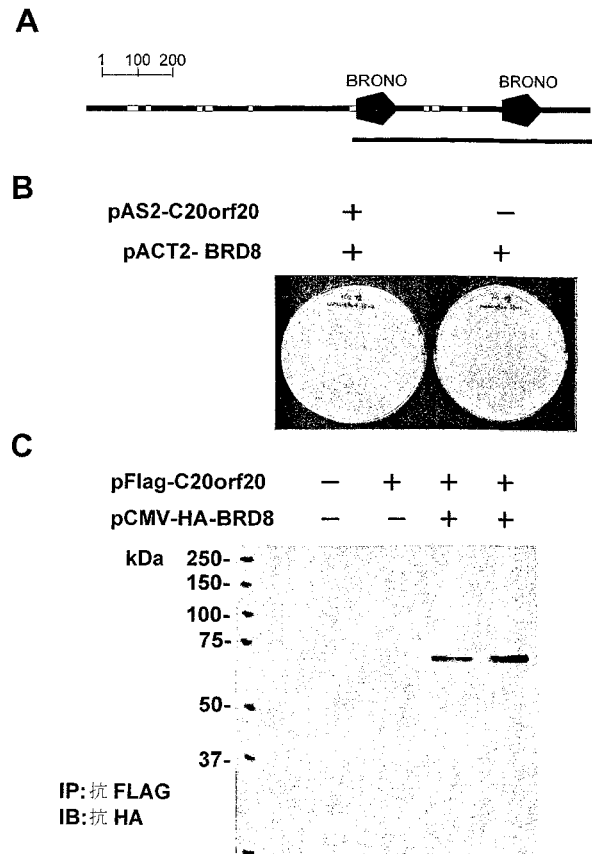 A
1 100 200
BRONO BRONO
B
pAS2-C20orf20 + −
pACT2- BRD8 + +
C
pFlag-C20orf20 − + + +
pCMV-HA-BRD8 − − + +
kDa 250-
150-
100-
75-
50-
37-
IP: 抗 FLAG
IB: 抗 HA